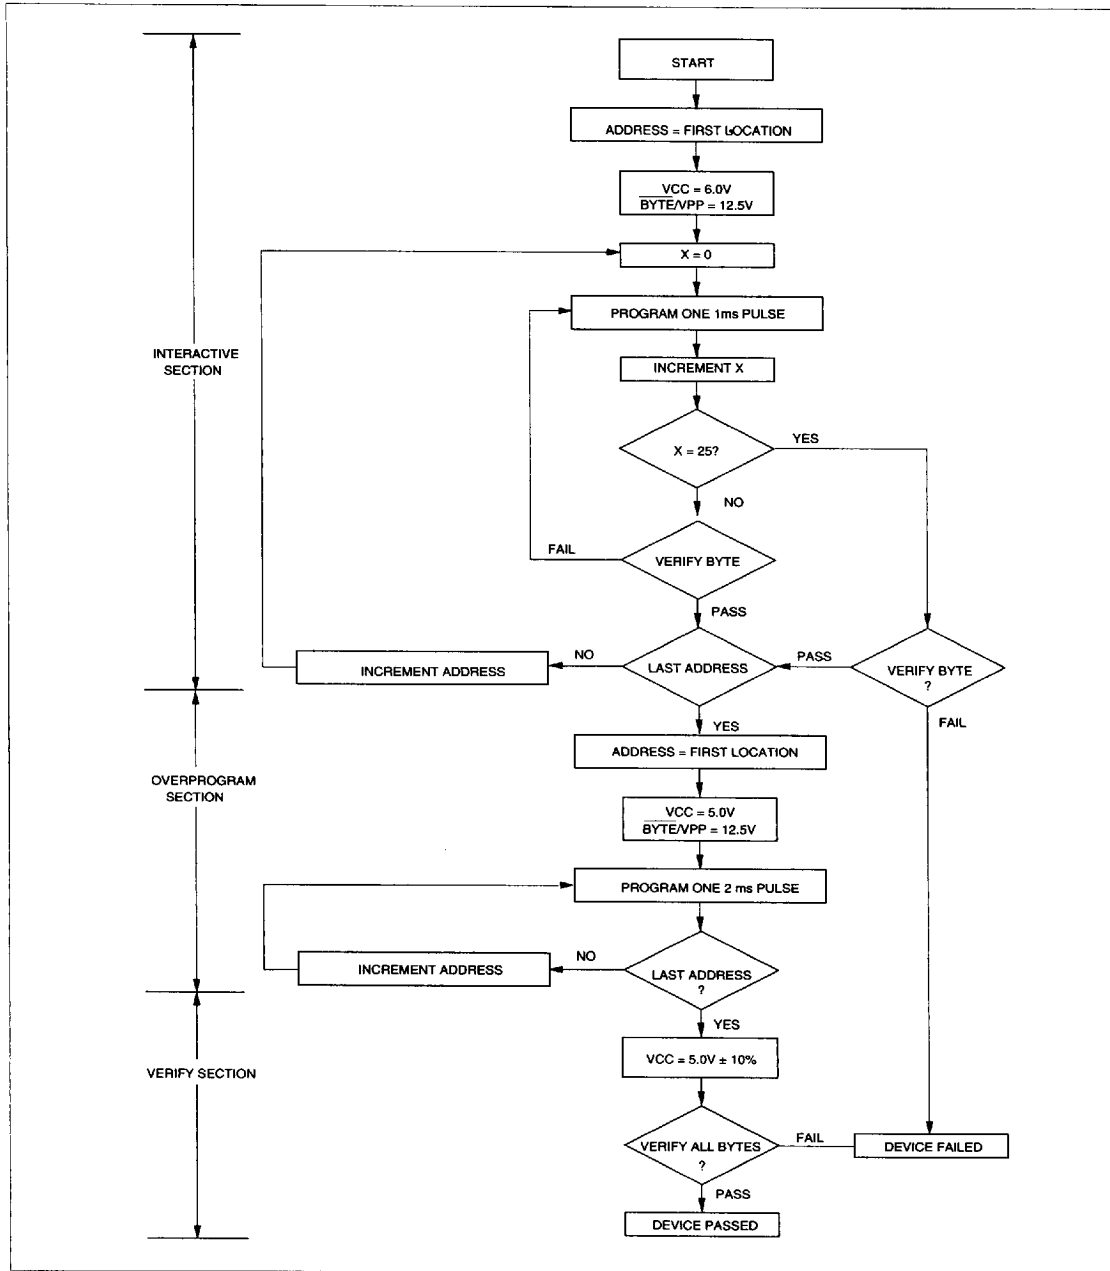 START
ADDRESS = FIRST LOCATION
VCC = 6.0V
B̅Y̅T̅E̅/VPP = 12.5V
X = 0
PROGRAM ONE 1ms PULSE
INTERACTIVE
SECTION
INCREMENT X
X = 25?
YES
NO
VERIFY BYTE
FAIL
PASS
INCREMENT ADDRESS
NO
LAST ADDRESS
PASS
VERIFY BYTE
?
YES
FAIL
ADDRESS = FIRST LOCATION
OVERPROGRAM
SECTION
VCC = 5.0V
B̅Y̅T̅E̅/VPP = 12.5V
PROGRAM ONE 2 ms PULSE
INCREMENT ADDRESS
NO
LAST ADDRESS
?
YES
VCC = 5.0V ± 10%
VERIFY SECTION
VERIFY ALL BYTES
?
FAIL
DEVICE FAILED
PASS
DEVICE PASSED